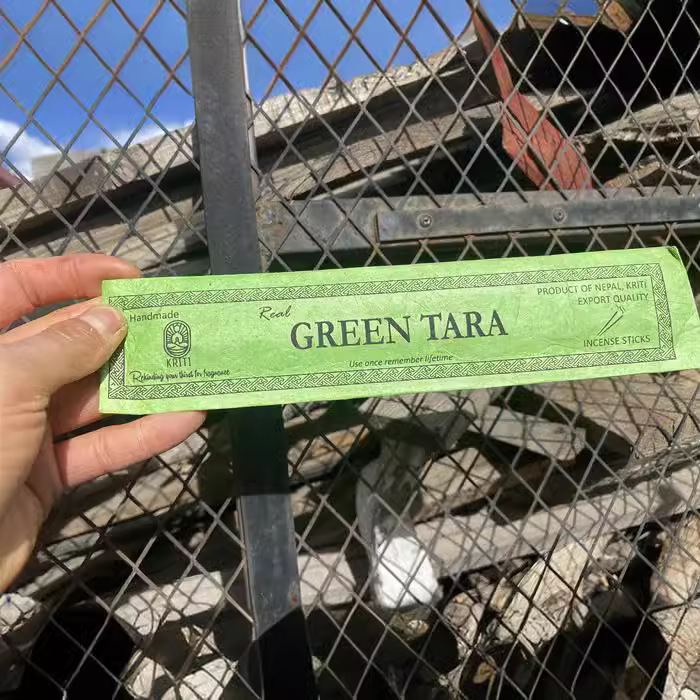 Handmade
KRITI
Rekindling your thirst for fragrance
Real
GREEN TARA
Use once remember lifetime
PRODUCT OF NEPAL, KRITI
EXPORT QUALITY
INCENSE STICKS